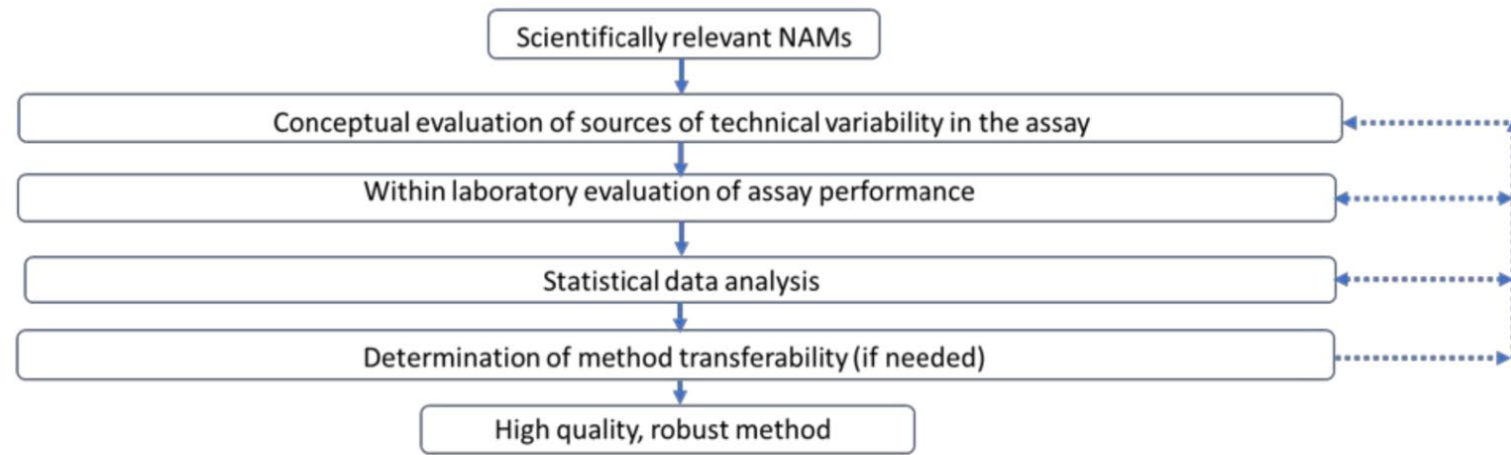 Scientifically relevant NAMs
Conceptual evaluation of sources of technical variability in the assay
Within laboratory evaluation of assay performance
Statistical data analysis
Determination of method transferability (if needed)
High quality, robust method